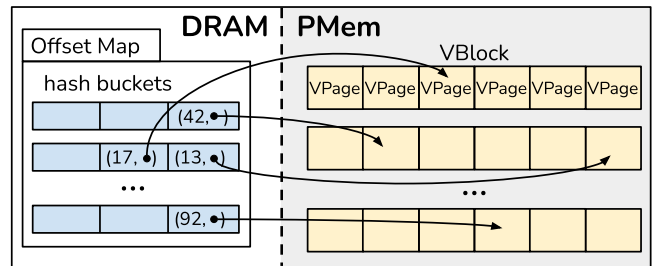 DRAM PMem
Offset Map
VBlock
hash buckets
VPage VPage VPage VPage VPage VPage
(42, )
(17, ) (13, )
...
...
(92, )